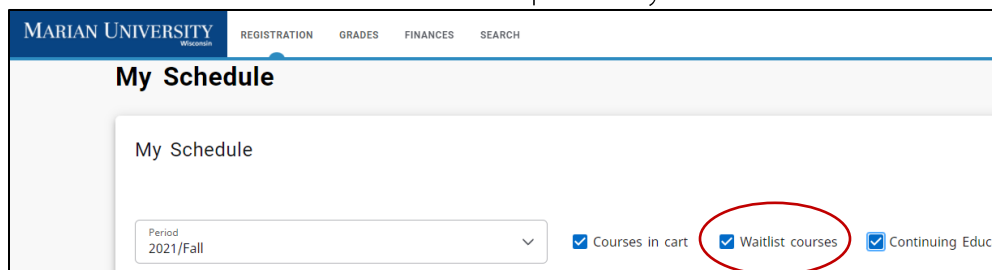 MARIAN UNIVERSITY
Wisconsin
REGISTRATION GRADES FINANCES SEARCH
My Schedule
My Schedule
Period
2021/Fall
Courses in cart Waitlist courses Continuing Educ